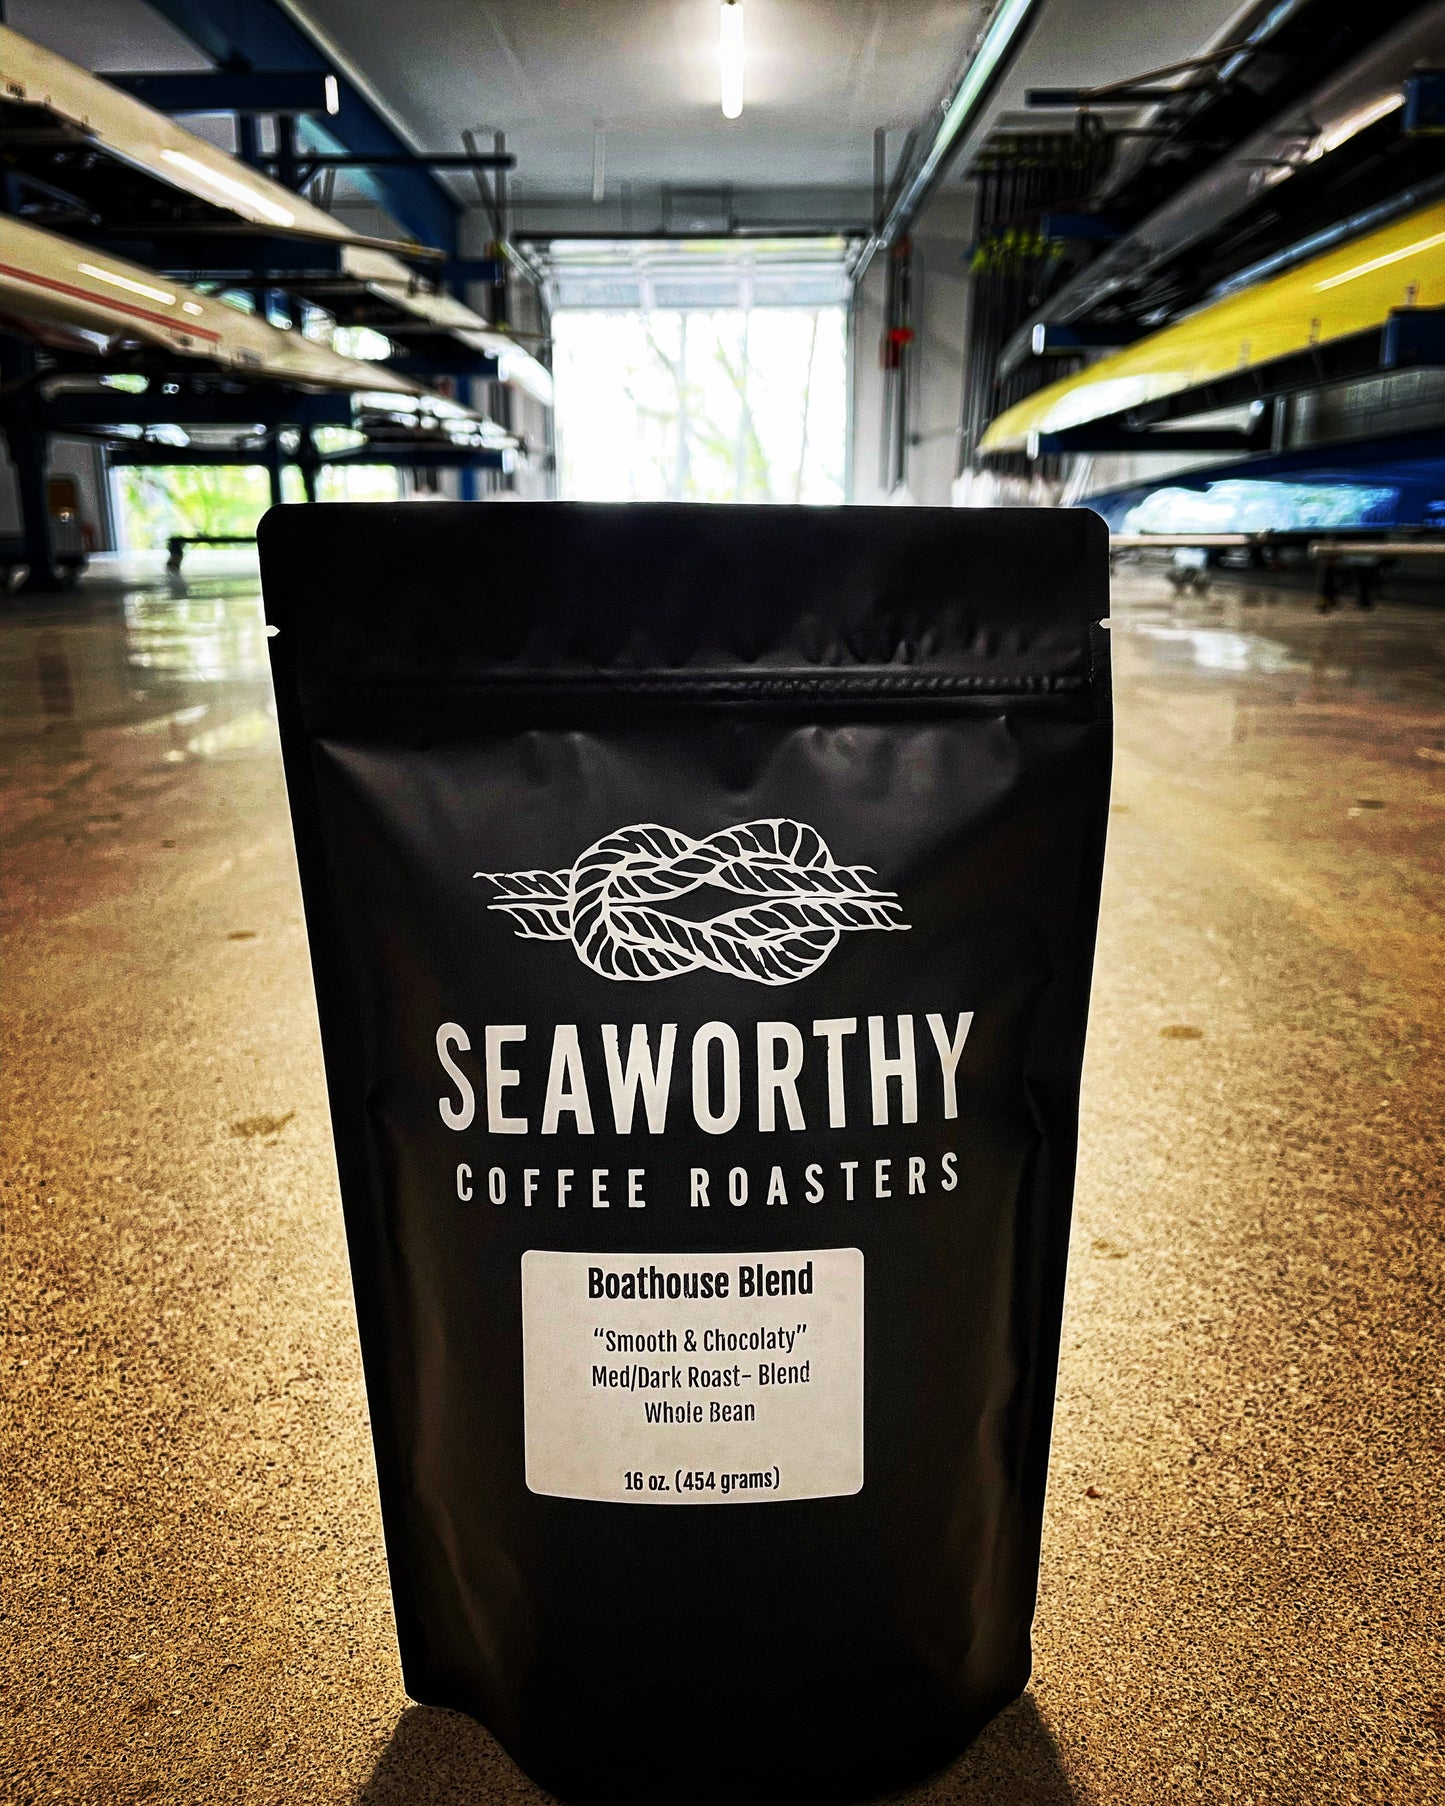 SEAWORTHY
COFFEE ROASTERS
Boathouse Blend
“Smooth & Chocolaty”
Med/Dark Roast- Blend
Whole Bean
16 oz. (454 grams)